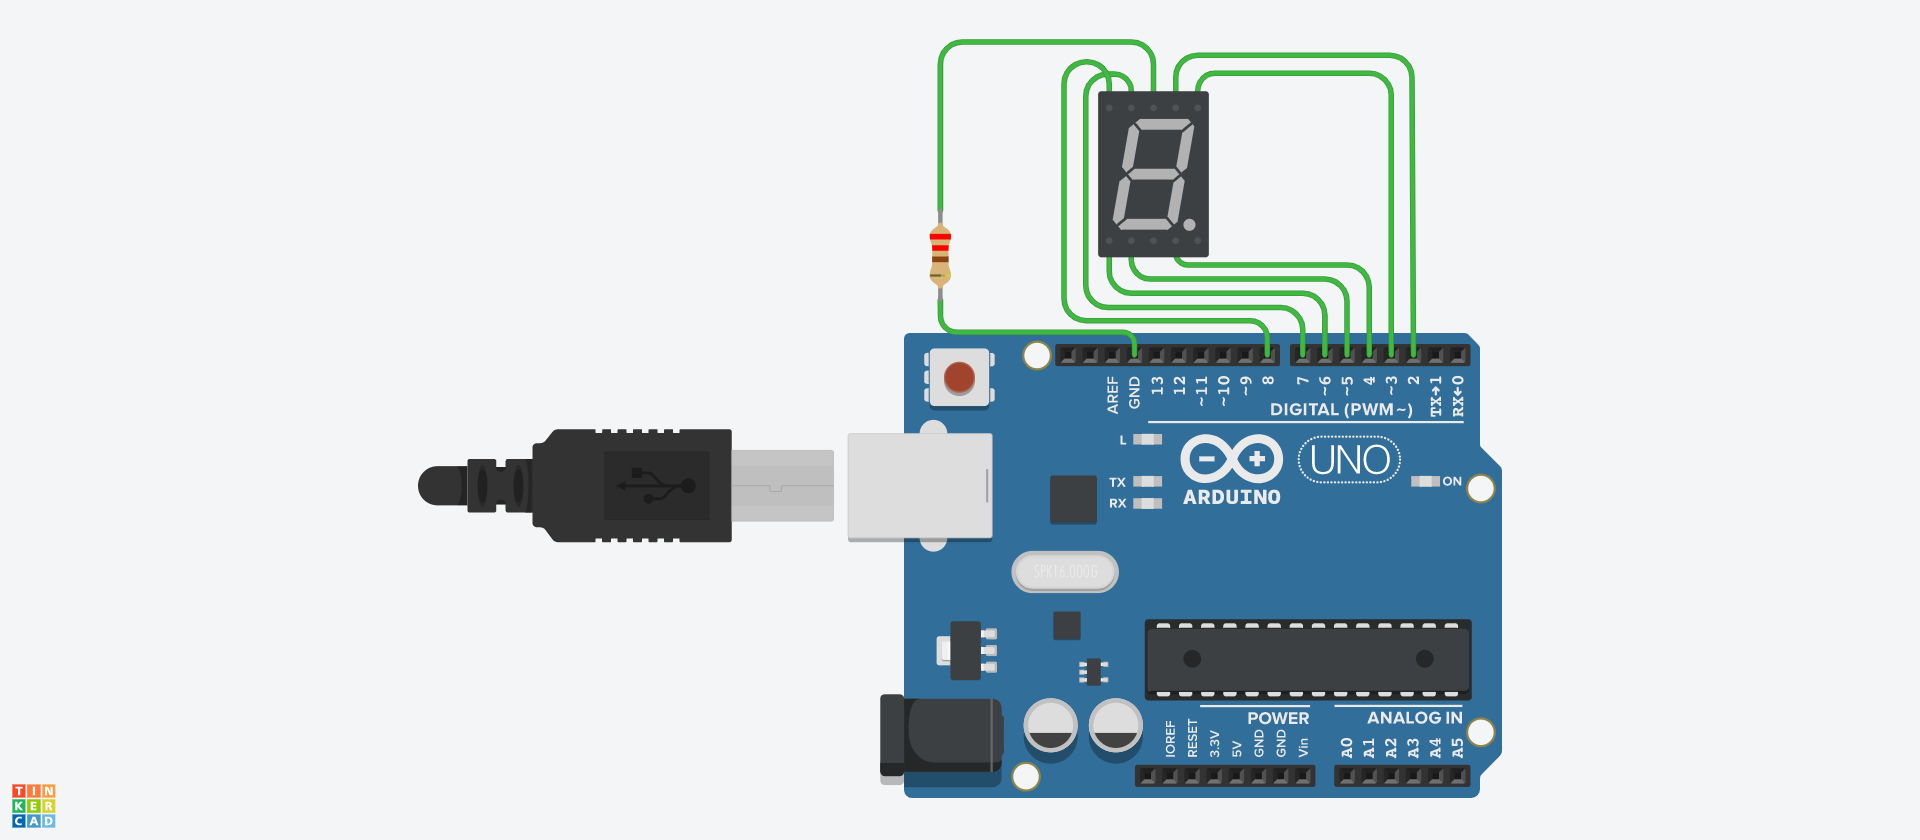 AREF
GND
13
12
~11
~10
~9
8
7
~6
~5
4
~3
2
TX→1
RX←0
DIGITAL (PWM~)
L
TX
RX
ARDUINO
UNO
ON
SPK16.000G
POWER
ANALOG IN
IOREF
RESET
3.3V
5V
GND
GND
Vin
A0
A1
A2
A3
A4
A5
TIN
KER
CAD